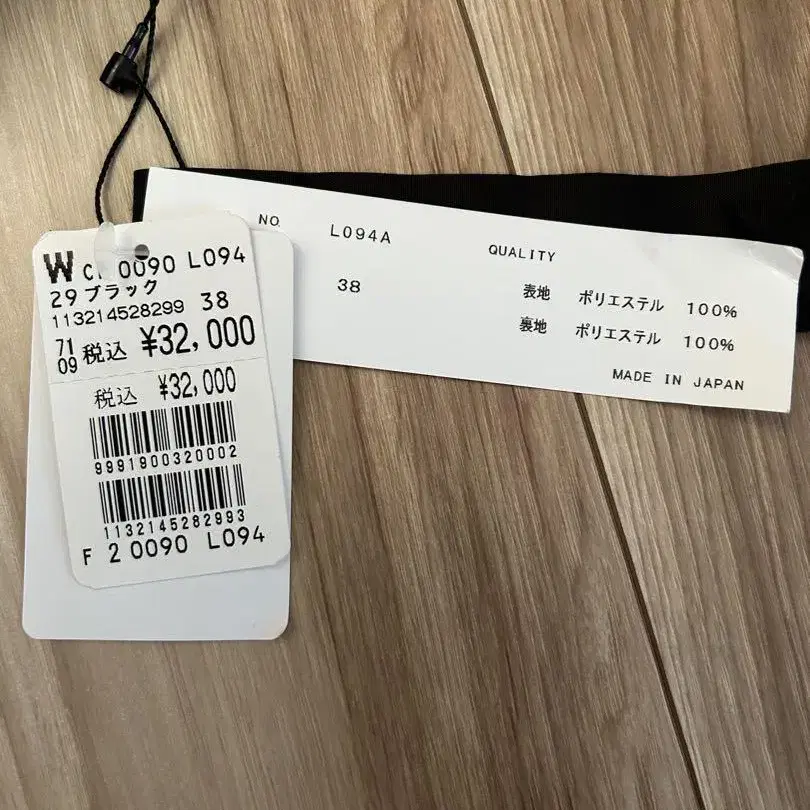 W C 0090 L094
29 ブラック
113214528299 38
71
09 税込 ¥32,000
税込 ¥32,000
9991900320002
1132145282993
F 2 0090 L094
NO. L094A
38
QUALITY
表地 ポリエステル 100%
裏地 ポリエステル 100%
MADE IN JAPAN